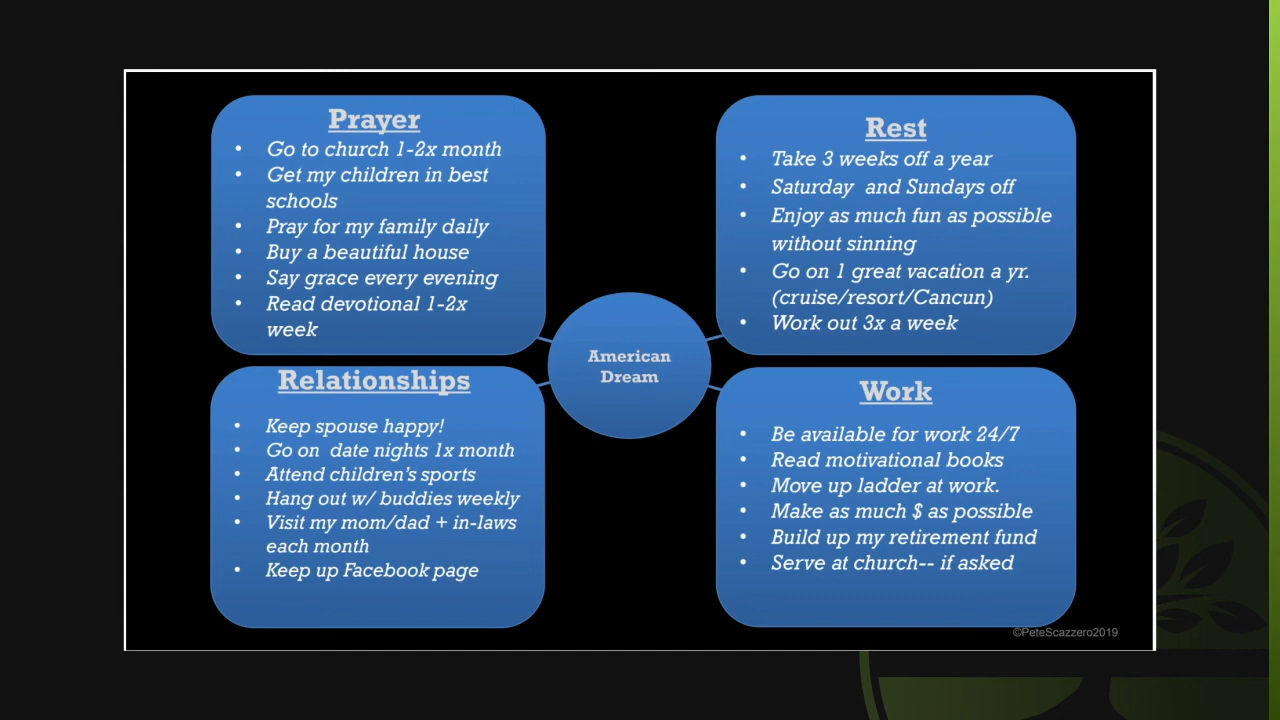 Prayer
• Go to church 1-2x month
• Get my children in best
schools
• Pray for my family daily
• Buy a beautiful house
• Say grace every evening
• Read devotional 1-2x
week
Rest
• Take 3 weeks off a year
• Saturday  and Sundays off
• Enjoy as much fun as possible
without sinning
• Go on 1 great vacation a yr.
(cruise/resort/Cancun)
• Work out 3x a week
American
Dream
Relationships
• Keep spouse happy!
• Go on  date nights 1x month
• Attend children's sports
• Hang out w/ buddies weekly
• Visit my mom/dad + in-laws
each month
• Keep up Facebook page
Work
• Be available for work 24/7
• Read motivational books
• Move up ladder at work.
• Make as much $ as possible
• Build up my retirement fund
• Serve at church-- if asked
©PeteScazzero2019